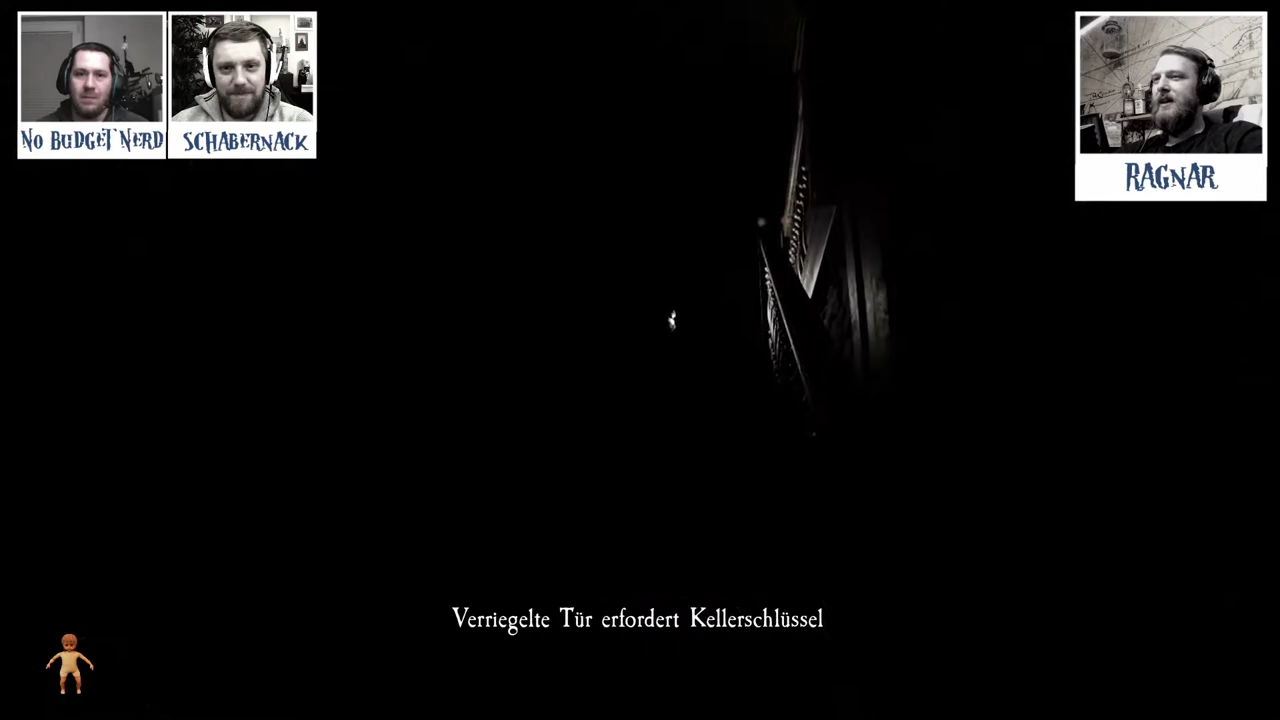 No Budget Nerd
Schabernack
Ragnar
Verriegelte Tür erfordert Kellerschlüssel